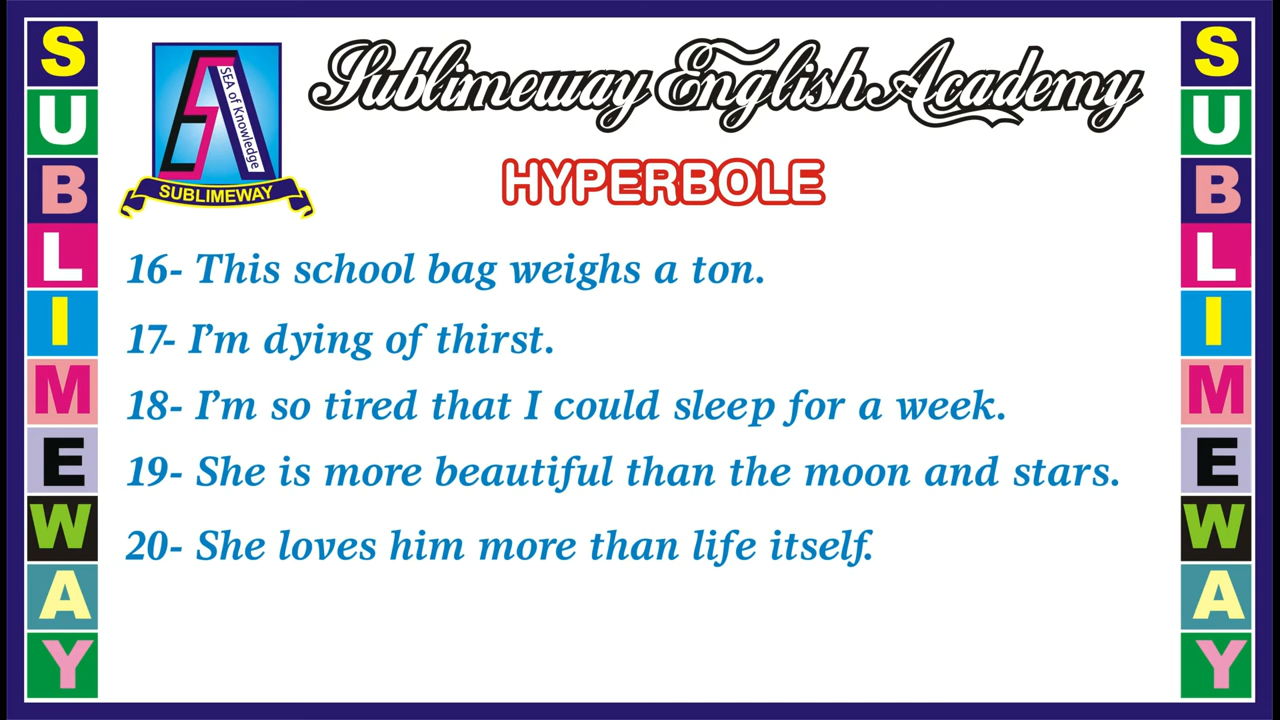 Sublimeway English Academy
SEA of Knowledge
SUBLIMEWAY
HYPERBOLE
16- This school bag weighs a ton.
17- I'm dying of thirst.
18- I'm so tired that I could sleep for a week.
19- She is more beautiful than the moon and stars.
20- She loves him more than life itself.
SUBLIMEWAY
SUBLIMEWAY